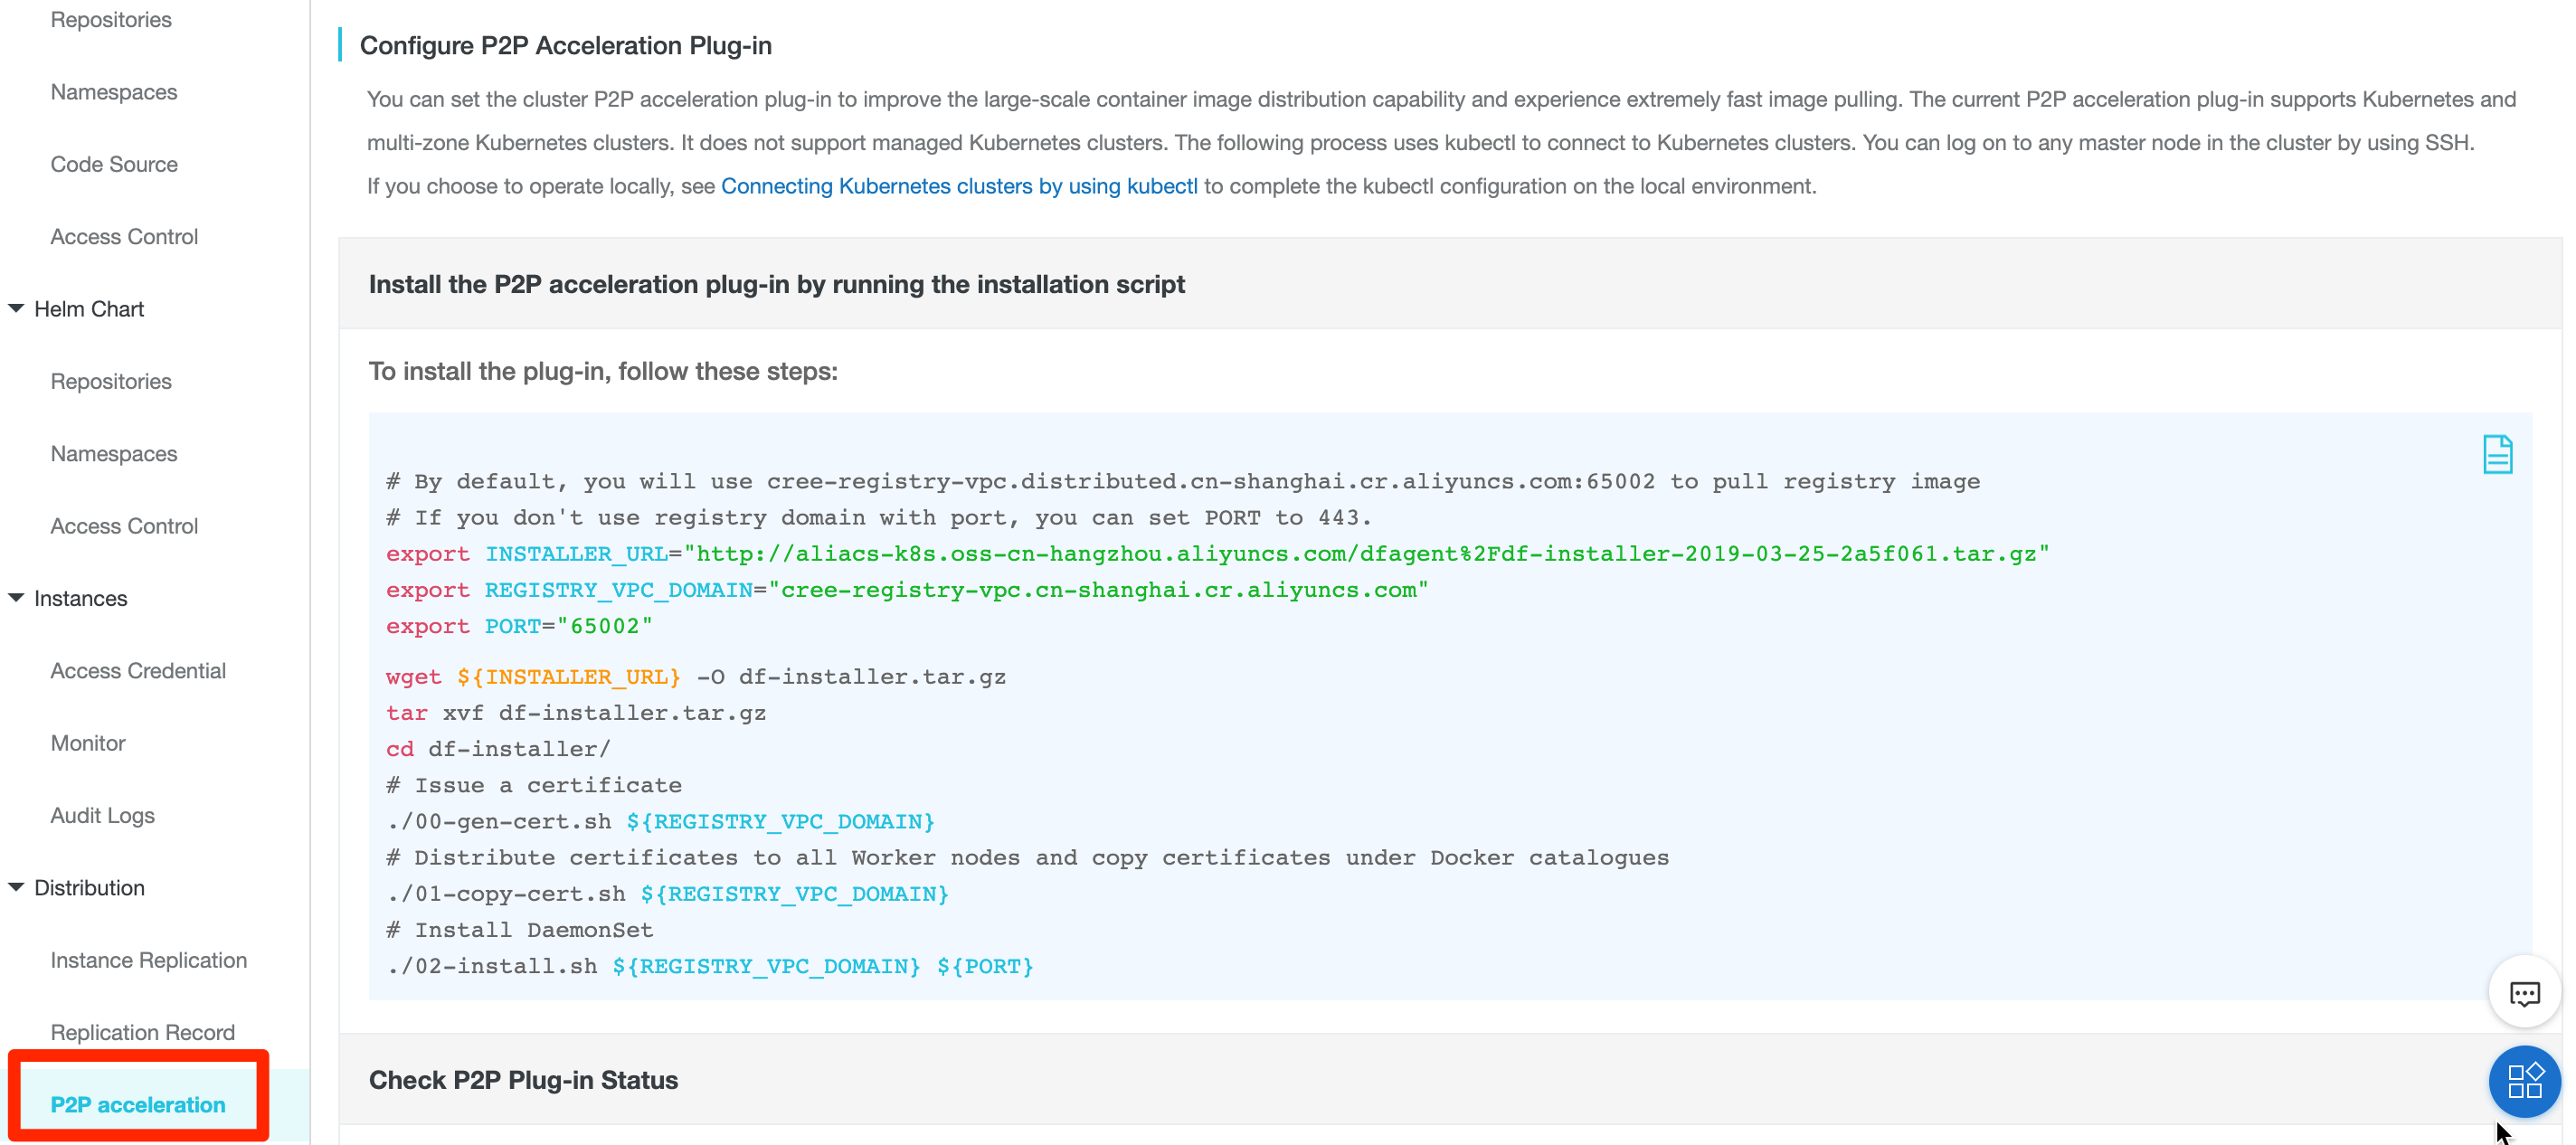 Repositories
Namespaces
Code Source
Access Control
Helm Chart
Repositories
Namespaces
Access Control
Instances
Access Credential
Monitor
Audit Logs
Distribution
Instance Replication
Replication Record
P2P acceleration
Configure P2P Acceleration Plug-in
You can set the cluster P2P acceleration plug-in to improve the large-scale container image distribution capability and experience extremely fast image pulling. The current P2P acceleration plug-in supports Kubernetes and
multi-zone Kubernetes clusters. It does not support managed Kubernetes clusters. The following process uses kubectl to connect to Kubernetes clusters. You can log on to any master node in the cluster by using SSH.
If you choose to operate locally, see Connecting Kubernetes clusters by using kubectl to complete the kubectl configuration on the local environment.
Install the P2P acceleration plug-in by running the installation script
To install the plug-in, follow these steps:
# By default, you will use cree-registry-vpc.distributed.cn-shanghai.cr.aliyuncs.com:65002 to pull registry image
# If you don't use registry domain with port, you can set PORT to 443.
export INSTALLER_URL="http://aliacs-k8s.oss-cn-hangzhou.aliyuncs.com/dfagent%2Fdf-installer-2019-03-25-2a5f061.tar.gz"
export REGISTRY_VPC_DOMAIN="cree-registry-vpc.cn-shanghai.cr.aliyuncs.com"
export PORT="65002"
wget ${INSTALLER_URL} -O df-installer.tar.gz
tar xvf df-installer.tar.gz
cd df-installer/
# Issue a certificate
./00-gen-cert.sh ${REGISTRY_VPC_DOMAIN}
# Distribute certificates to all Worker nodes and copy certificates under Docker catalogues
./01-copy-cert.sh ${REGISTRY_VPC_DOMAIN}
# Install DaemonSet
./02-install.sh ${REGISTRY_VPC_DOMAIN} ${PORT}
Check P2P Plug-in Status